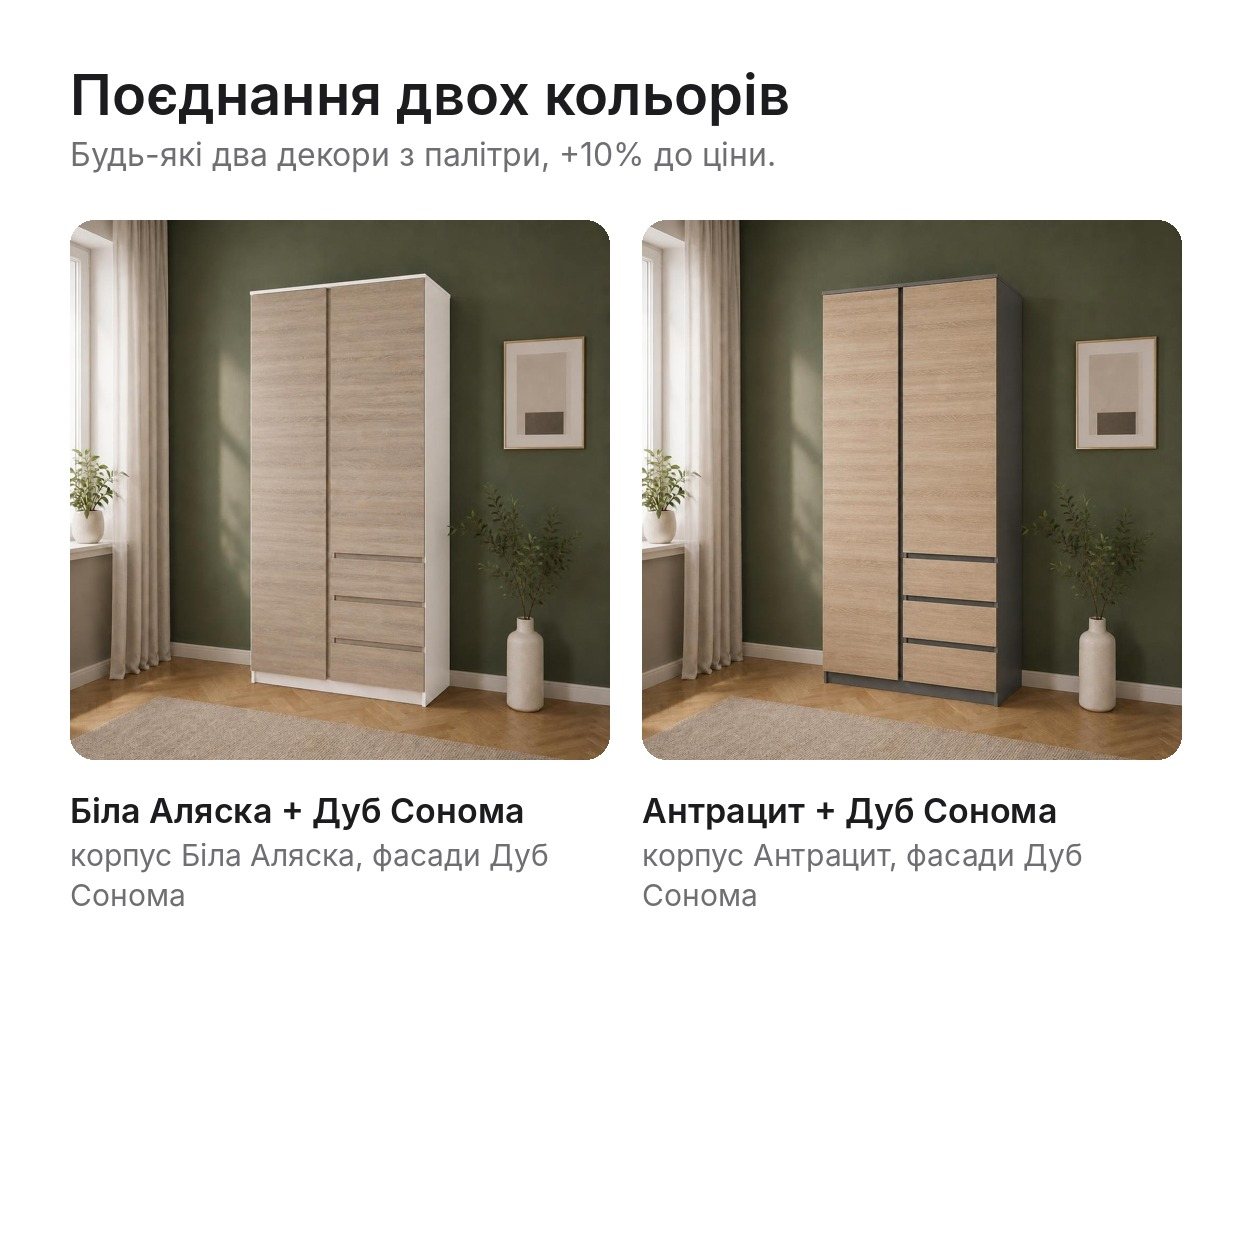 Поєднання двох кольорів
Будь-які два декори з палітри, +10% до ціни.
Біла Аляска + Дуб Сонома
корпус Біла Аляска, фасади Дуб
Сонома
Антрацит + Дуб Сонома
корпус Антрацит, фасади Дуб
Сонома